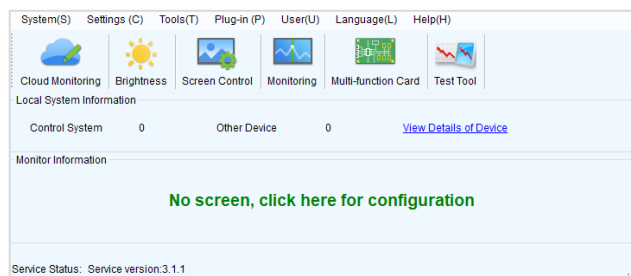 System(S) Settings (C) Tools(T) Plug-in (P) User(U) Language(L) Help(H)
Cloud Monitoring Brightness Screen Control Monitoring Multi-function Card Test Tool
Local System Information
Control System 0 Other Device 0 View Details of Device
Monitor Information
No screen, click here for configuration
Service Status: Service version:3.1.1